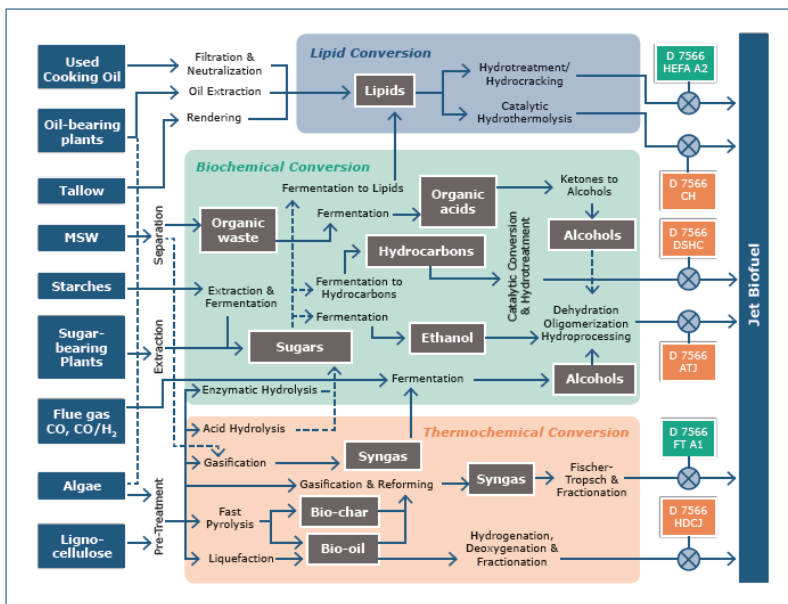 Used
Cooking Oil
Oil-bearing
plants
Tallow
MSW
Starches
Sugar-
bearing
Plants
Flue gas
CO, CO/H₂
Algae
Ligno-
cellulose
Separation
Extraction
Pre-Treatment
Lipid Conversion
Filtration &
Neutralization
Oil Extraction
Rendering
Lipids
Hydrotreatment/
Hydrocracking
Catalytic
Hydrothermolysis
Biochemical Conversion
Fermentation to Lipids
Organic
waste
Fermentation
Organic
acids
Ketones to
Alcohols
Alcohols
Hydrocarbons
Fermentation to
Hydrocarbons
Catalytic Conversion
& Hydrotreatment
Extraction &
Fermentation
Fermentation
Sugars
Ethanol
Dehydration
Oligomerization
Hydroprocessing
Enzymatic Hydrolysis
Fermentation
Alcohols
Acid Hydrolysis
Thermochemical Conversion
Gasification
Syngas
Gasification & Reforming
Syngas
Fischer-
Tropsch &
Fractionation
Fast
Pyrolysis
Bio-char
Bio-oil
Liquefaction
Hydrogenation,
Deoxygenation &
Fractionation
D 7566
HEFA A2
D 7566
CH
D 7566
DSHC
D 7566
ATJ
D 7566
FT A1
D 7566
HDCJ
Jet Biofuel